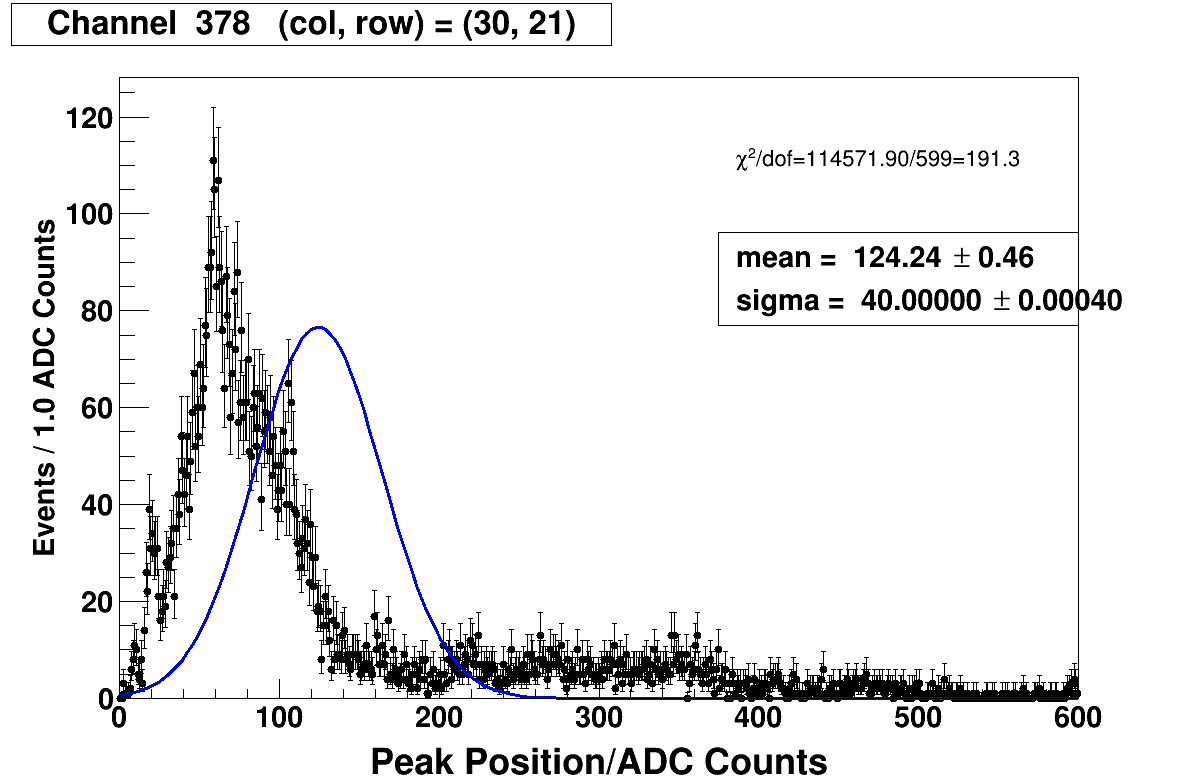 Channel 378 (col, row) = (30, 21)
χ²/dof=114571.90/599=191.3
mean = 124.24 ± 0.46
sigma = 40.00000 ± 0.00040
Events / 1.0 ADC Counts
120
100
80
60
40
20
0
0 100 200 300 400 500 600
Peak Position/ADC Counts